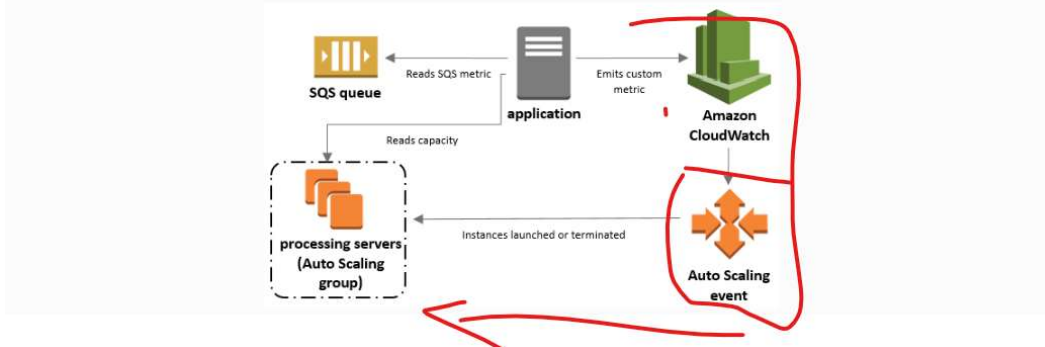 Reads SQS metric
Emits custom
metric
SQS queue
application
Amazon
CloudWatch
Reads capacity
Instances launched or terminated
processing servers
(Auto Scaling
group)
Auto Scaling
event